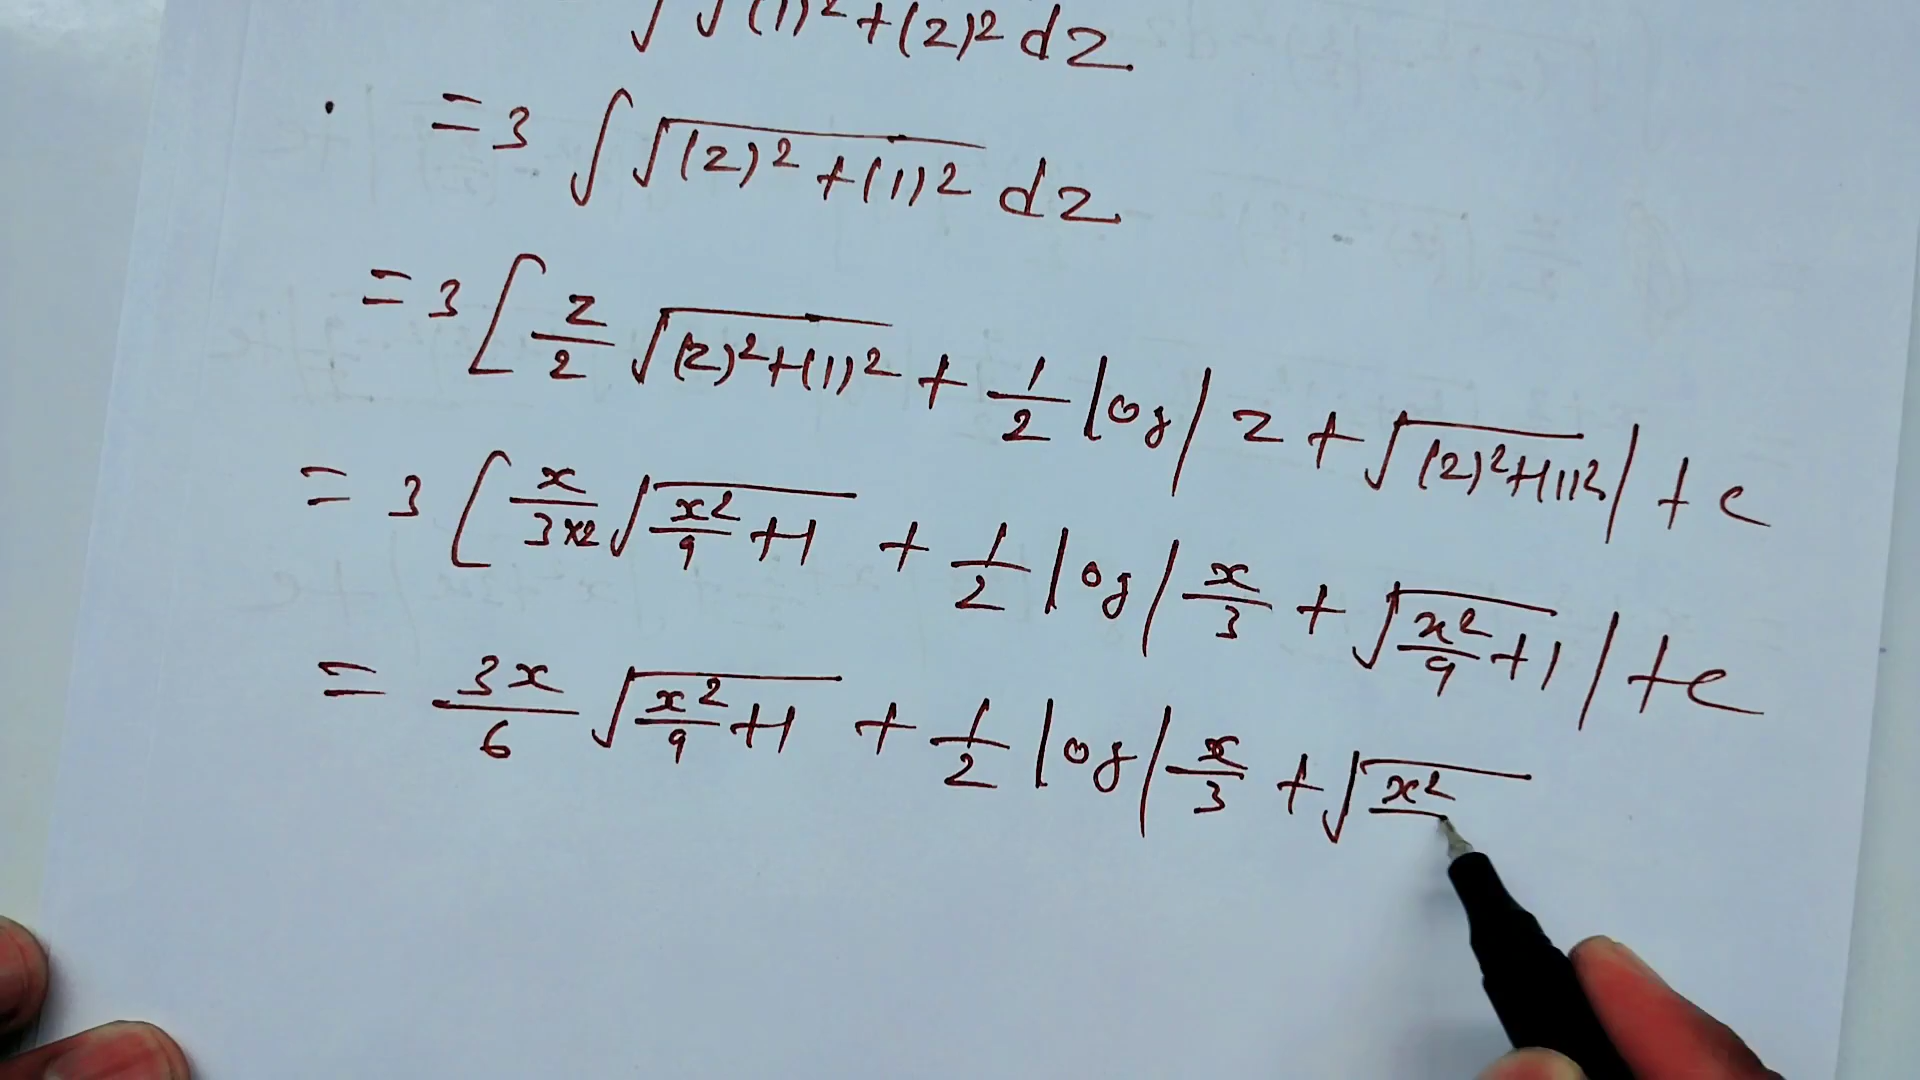 ∫√(1)²+(z)² dz
= 3 ∫√(z)²+(1)² dz
= 3 [ z/2 √(z)²+(1)² + 1/2 log | z + √(z)²+(1)² | + c
= 3 [ x/3×2 √x²/9+1 + 1/2 log | x/3 + √x²/9+1 | + c
= 3x/6 √x²/9+1 + 1/2 log | x/3 + √x²